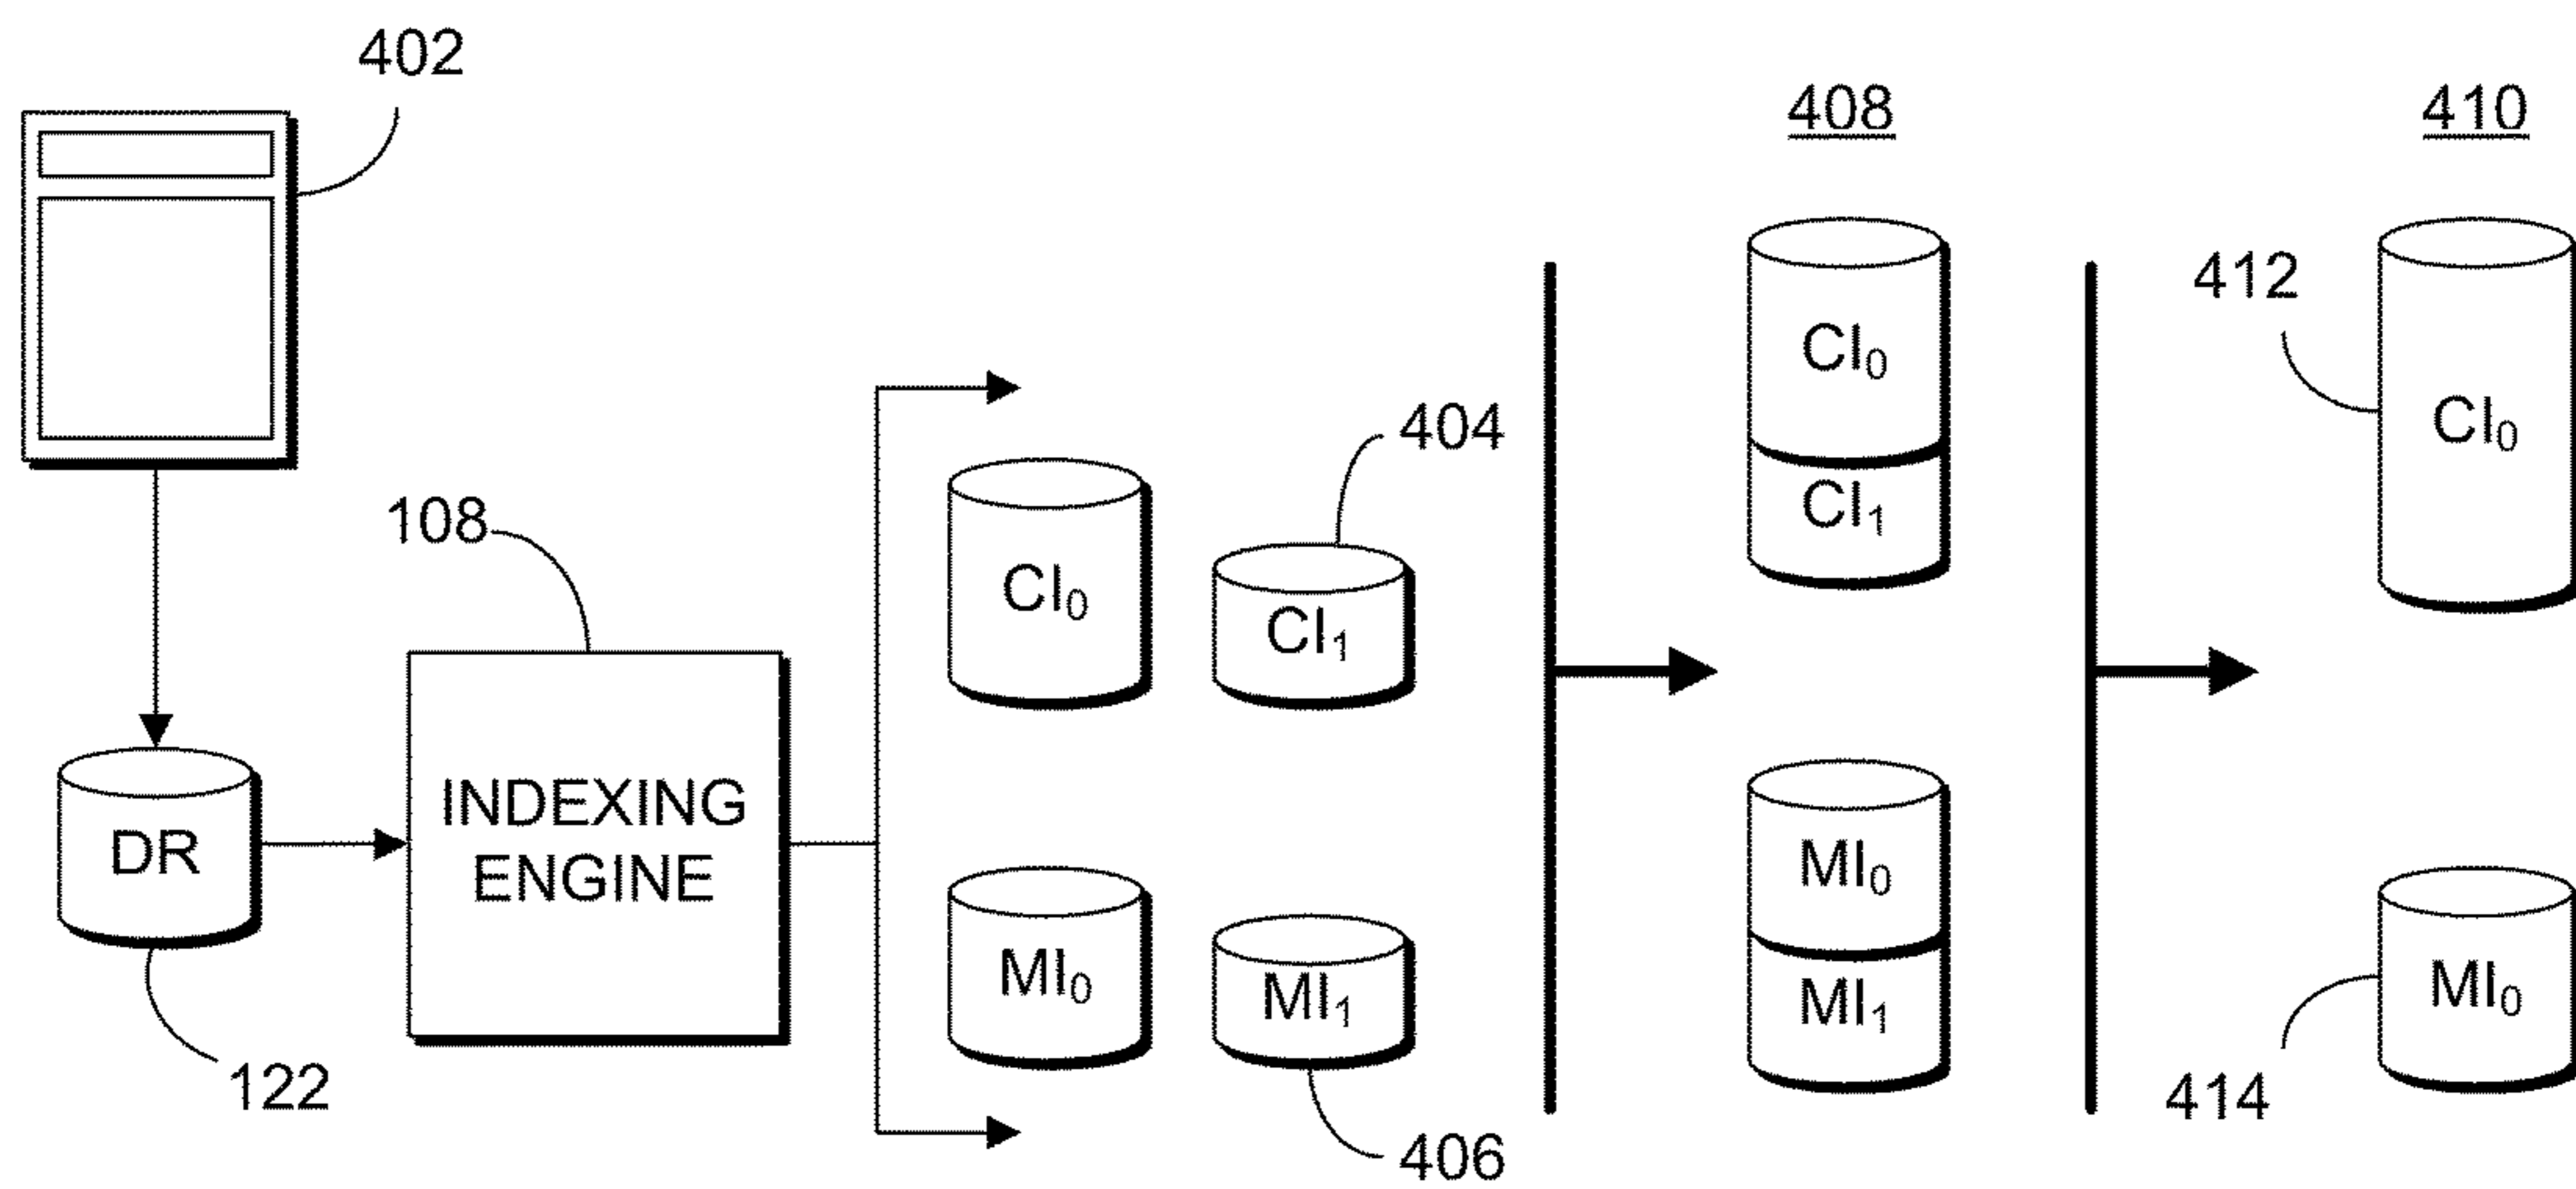 402
408
410
412
CI₀
404
CI₀
108
CI₁
CI₀
CI₁
INDEXING
ENGINE
DR
MI₀
MI₀
MI₁
MI₁
MI₀
122
414
406